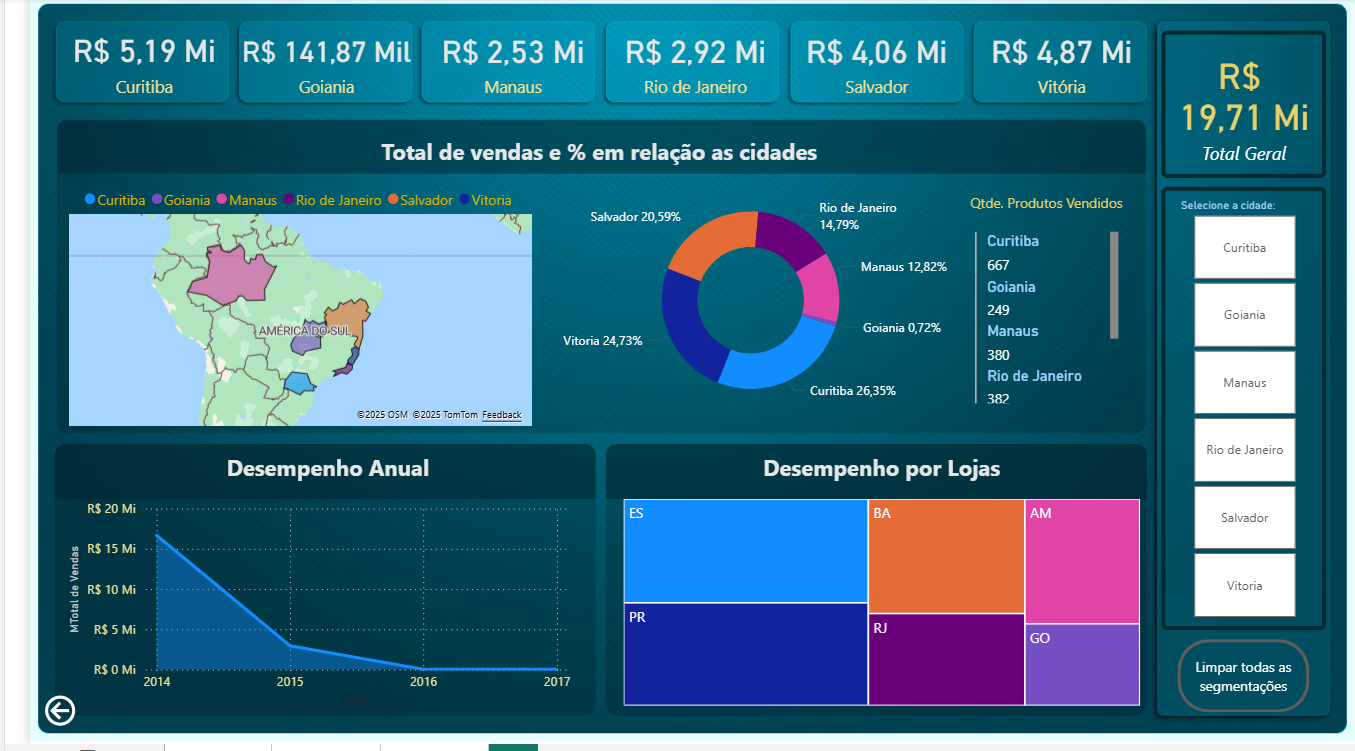 R$ 5,19 Mi
Curitiba
R$ 141,87 Mil
Goiania
R$ 2,53 Mi
Manaus
R$ 2,92 Mi
Rio de Janeiro
R$ 4,06 Mi
Salvador
R$ 4,87 Mi
Vitória
R$
19,71 Mi
Total Geral
Total de vendas e % em relação as cidades
Curitiba Goiania Manaus Rio de Janeiro Salvador Vitoria
AMÉRICA DO SUL
©2025 OSM ©2025 TomTom Feedback
Salvador 20,59%
Rio de Janeiro
14,79%
Manaus 12,82%
Goiania 0,72%
Vitoria 24,73%
Curitiba 26,35%
Qtde. Produtos Vendidos
Curitiba
667
Goiania
249
Manaus
380
Rio de Janeiro
382
Selecione a cidade:
Curitiba
Goiania
Manaus
Rio de Janeiro
Salvador
Vitoria
Limpar todas as
segmentações
Desempenho Anual
MTotal de Vendas
R$ 20 Mi
R$ 15 Mi
R$ 10 Mi
R$ 5 Mi
R$ 0 Mi
2014
2015
2016
2017
Desempenho por Lojas
ES
BA
AM
PR
RJ
GO